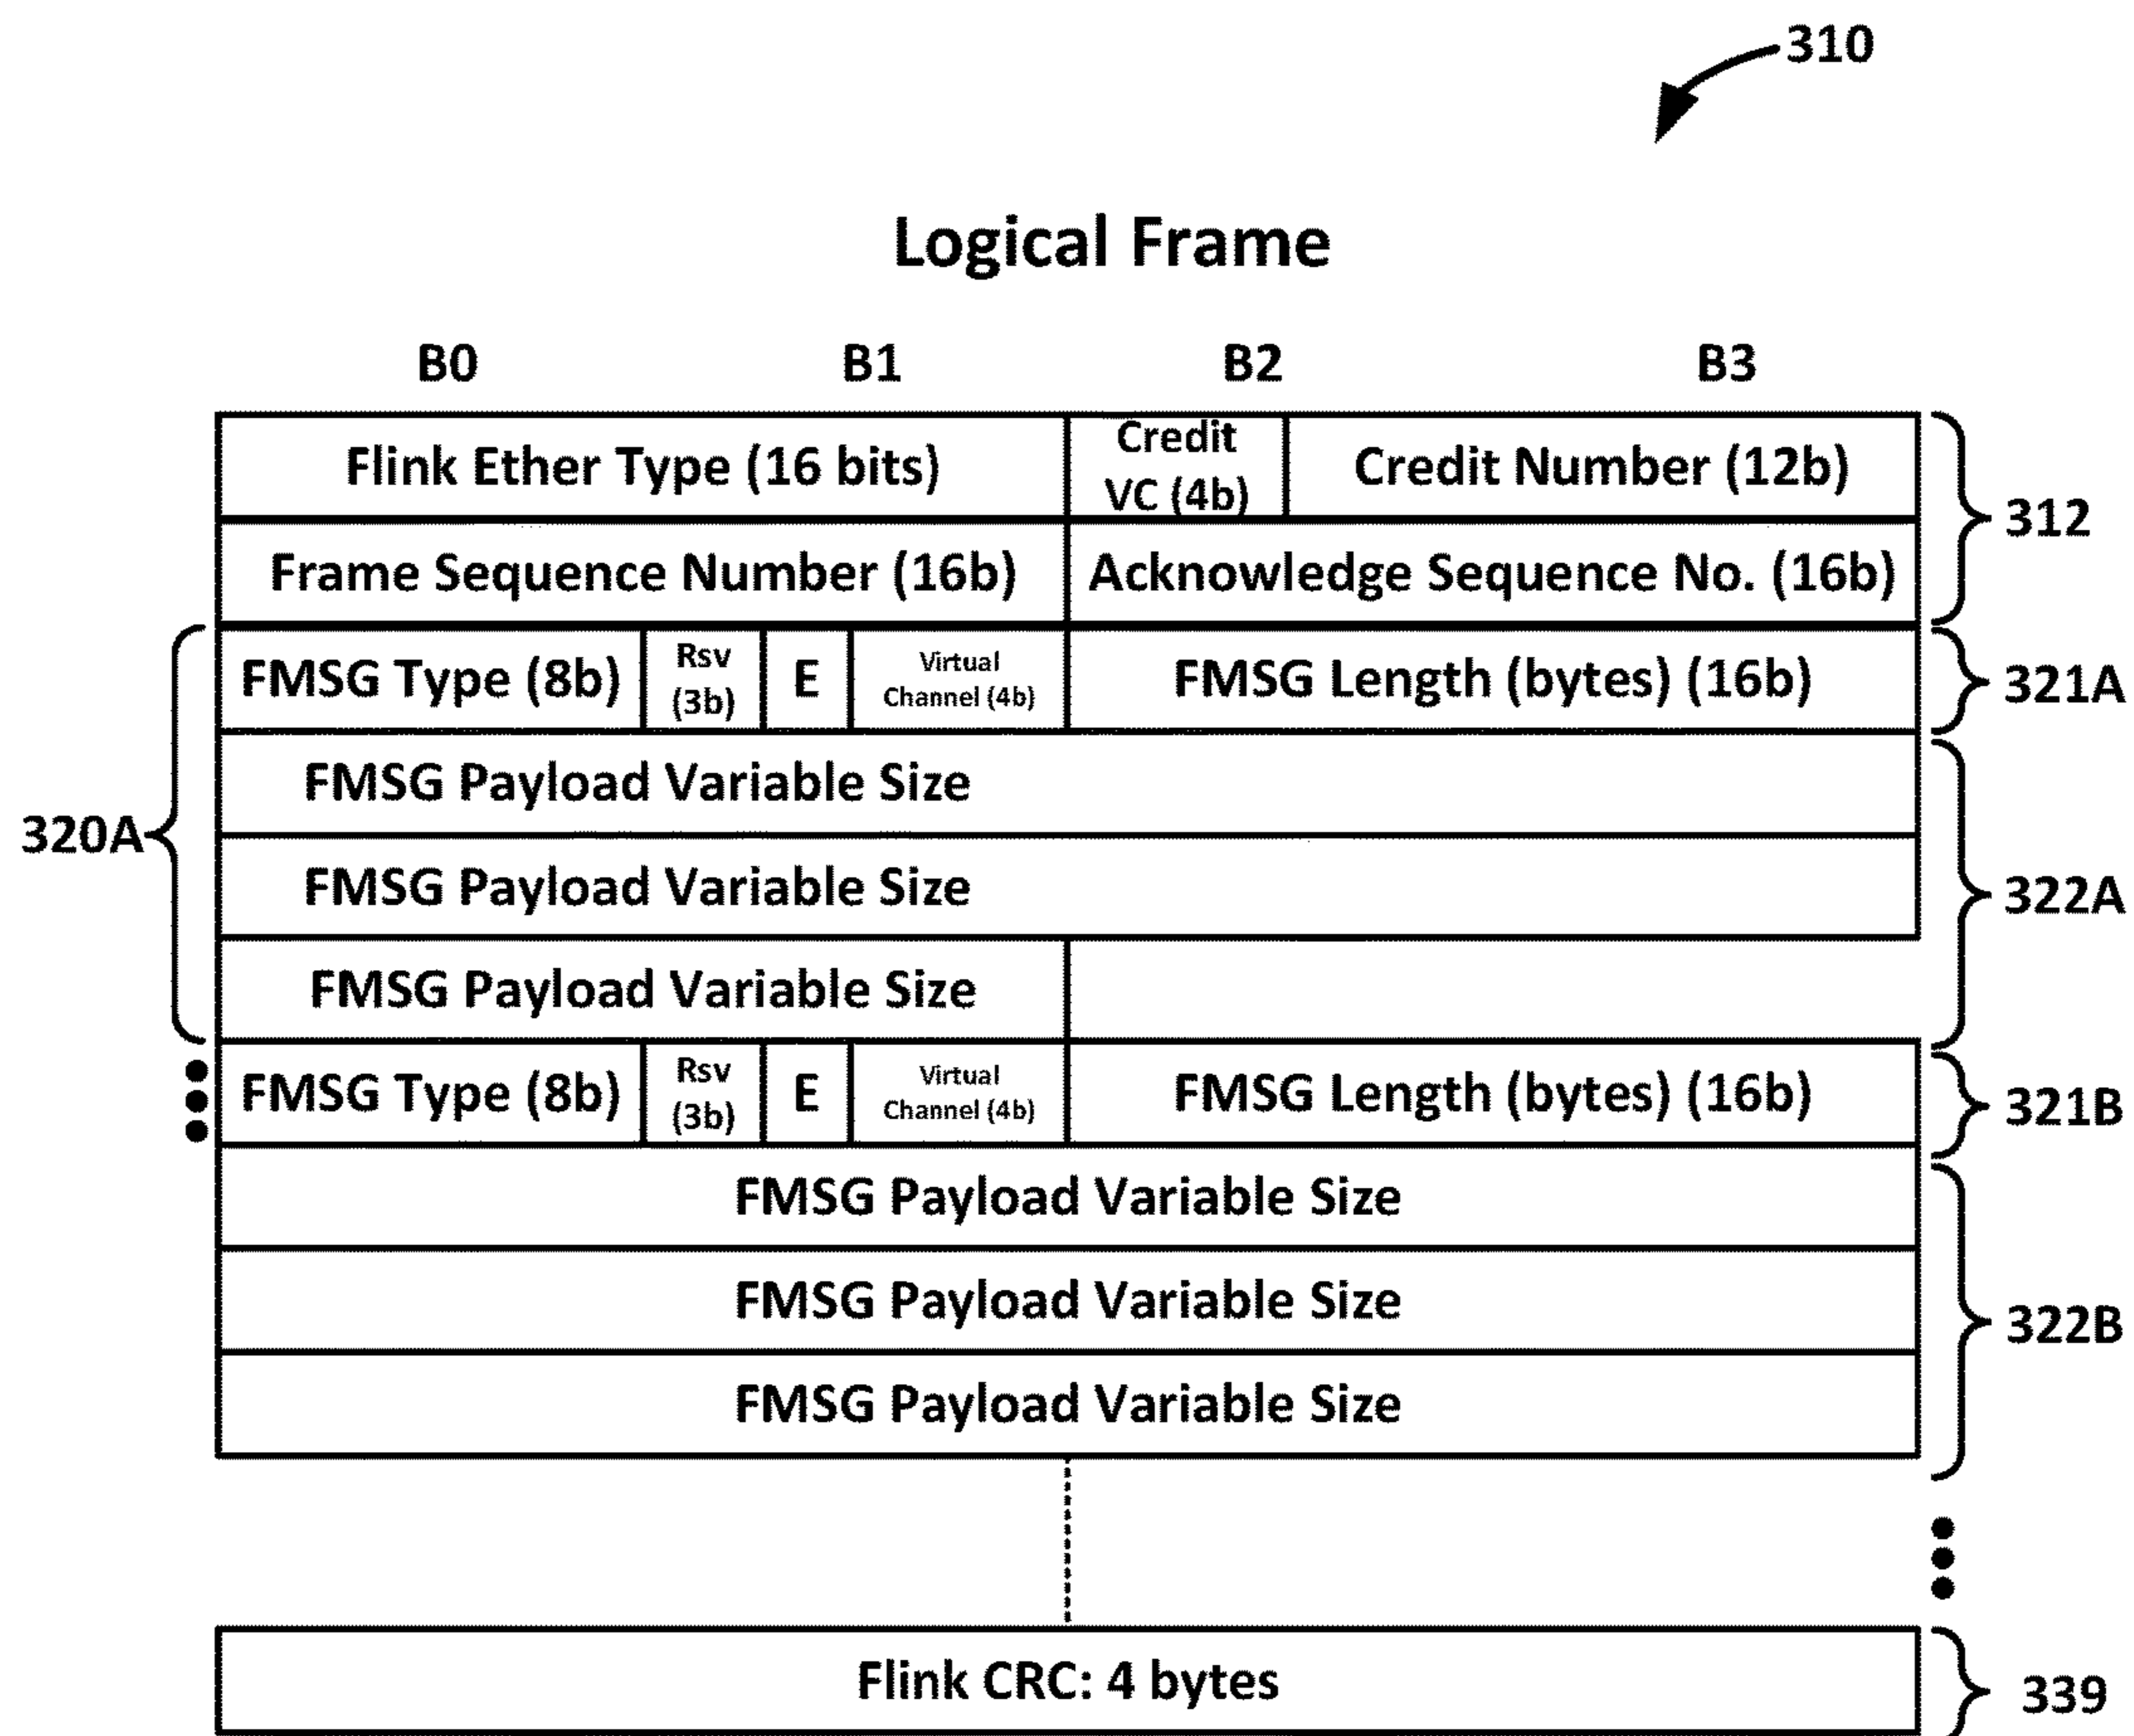 310
Logical Frame
B0 B1 B2 B3
Flink Ether Type (16 bits) Credit VC (4b) Credit Number (12b)
312
Frame Sequence Number (16b) Acknowledge Sequence No. (16b)
FMSG Type (8b) Rsv (3b) E Virtual Channel (4b) FMSG Length (bytes) (16b) 321A
FMSG Payload Variable Size
320A
FMSG Payload Variable Size 322A
FMSG Payload Variable Size
FMSG Type (8b) Rsv (3b) E Virtual Channel (4b) FMSG Length (bytes) (16b) 321B
FMSG Payload Variable Size
FMSG Payload Variable Size 322B
FMSG Payload Variable Size
Flink CRC: 4 bytes 339